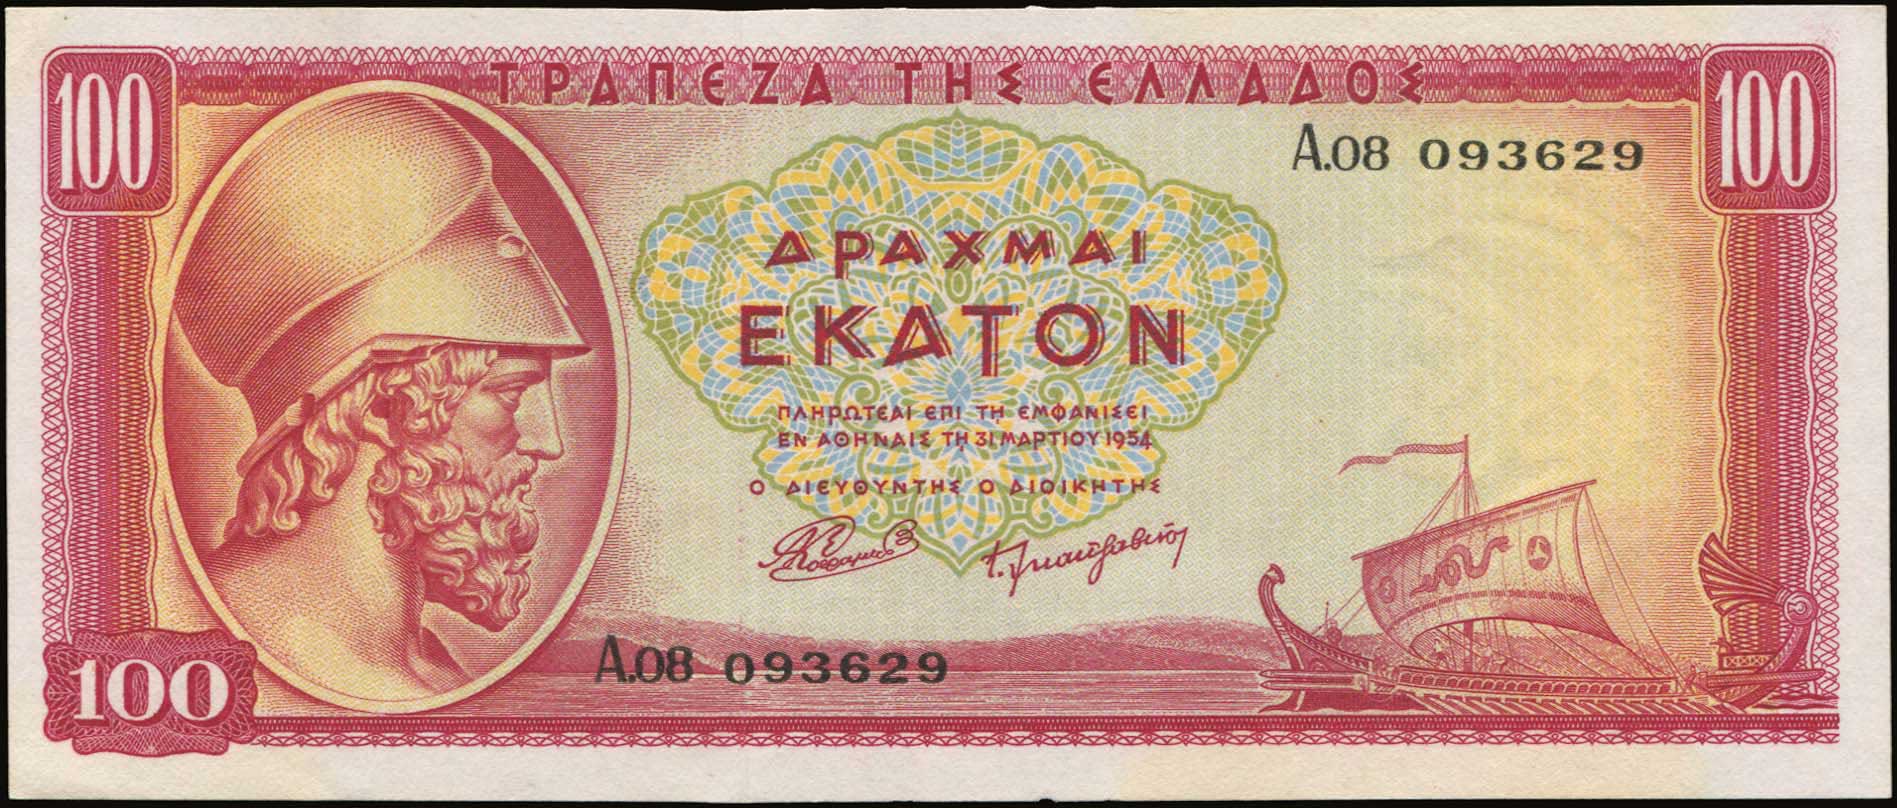 ΤΡΑΠΕΖΑ ΤΗΣ ΕΛΛΑΔΟΣ
100
100
Α.08 093629
ΔΡΑΧΜΑΙ
ΕΚΑΤΟΝ
ΠΛΗΡΩΤΕΑΙ ΕΠΙ ΤΗ ΕΜΦΑΝΙΣΕΙ
ΕΝ ΑΘΗΝΑΙΣ ΤΗ 31 ΜΑΡΤΙΟΥ 1954
Ο ΔΙΕΥΘΥΝΤΗΣ Ο ΔΙΟΙΚΗΤΗΣ
Α.08 093629
100